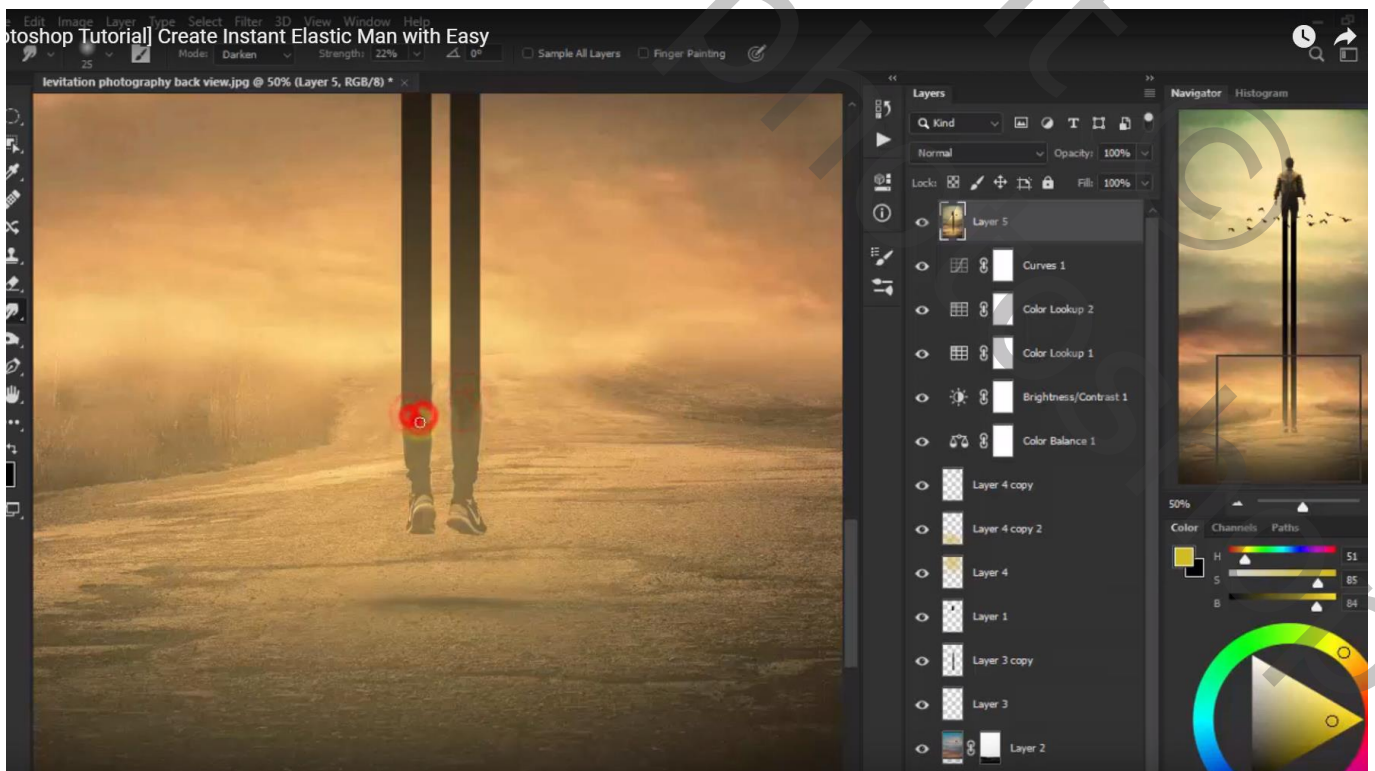 Edit Image Layer Type Select Filter 3D View Window Help
otoshop Tutorial] Create Instant Elastic Man with Easy
25
Mode: Darken
Strength: 22%
0°
Sample All Layers
Finger Painting
levitation photography back view.jpg @ 50% (Layer 5, RGB/8) * ×
Layers
Kind
Normal
Opacity: 100%
Lock:
Fill: 100%
Layer 5
Curves 1
Color Lookup 2
Color Lookup 1
Brightness/Contrast 1
Color Balance 1
Layer 4 copy
Layer 4 copy 2
Layer 4
Layer 1
Layer 3 copy
Layer 3
Layer 2
Navigator Histogram
50%
Color Channels Paths
H 51
S 85
B 84